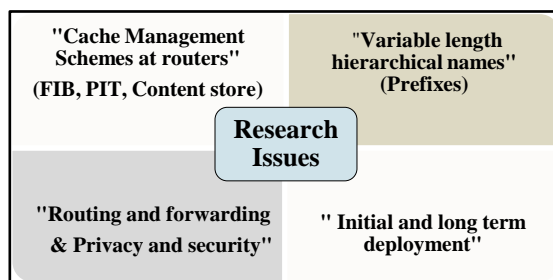 "Cache Management
Schemes at routers"
(FIB, PIT, Content store)
"Variable length
hierarchical names"
(Prefixes)
Research
Issues
"Routing and forwarding
& Privacy and security"
" Initial and long term
deployment"